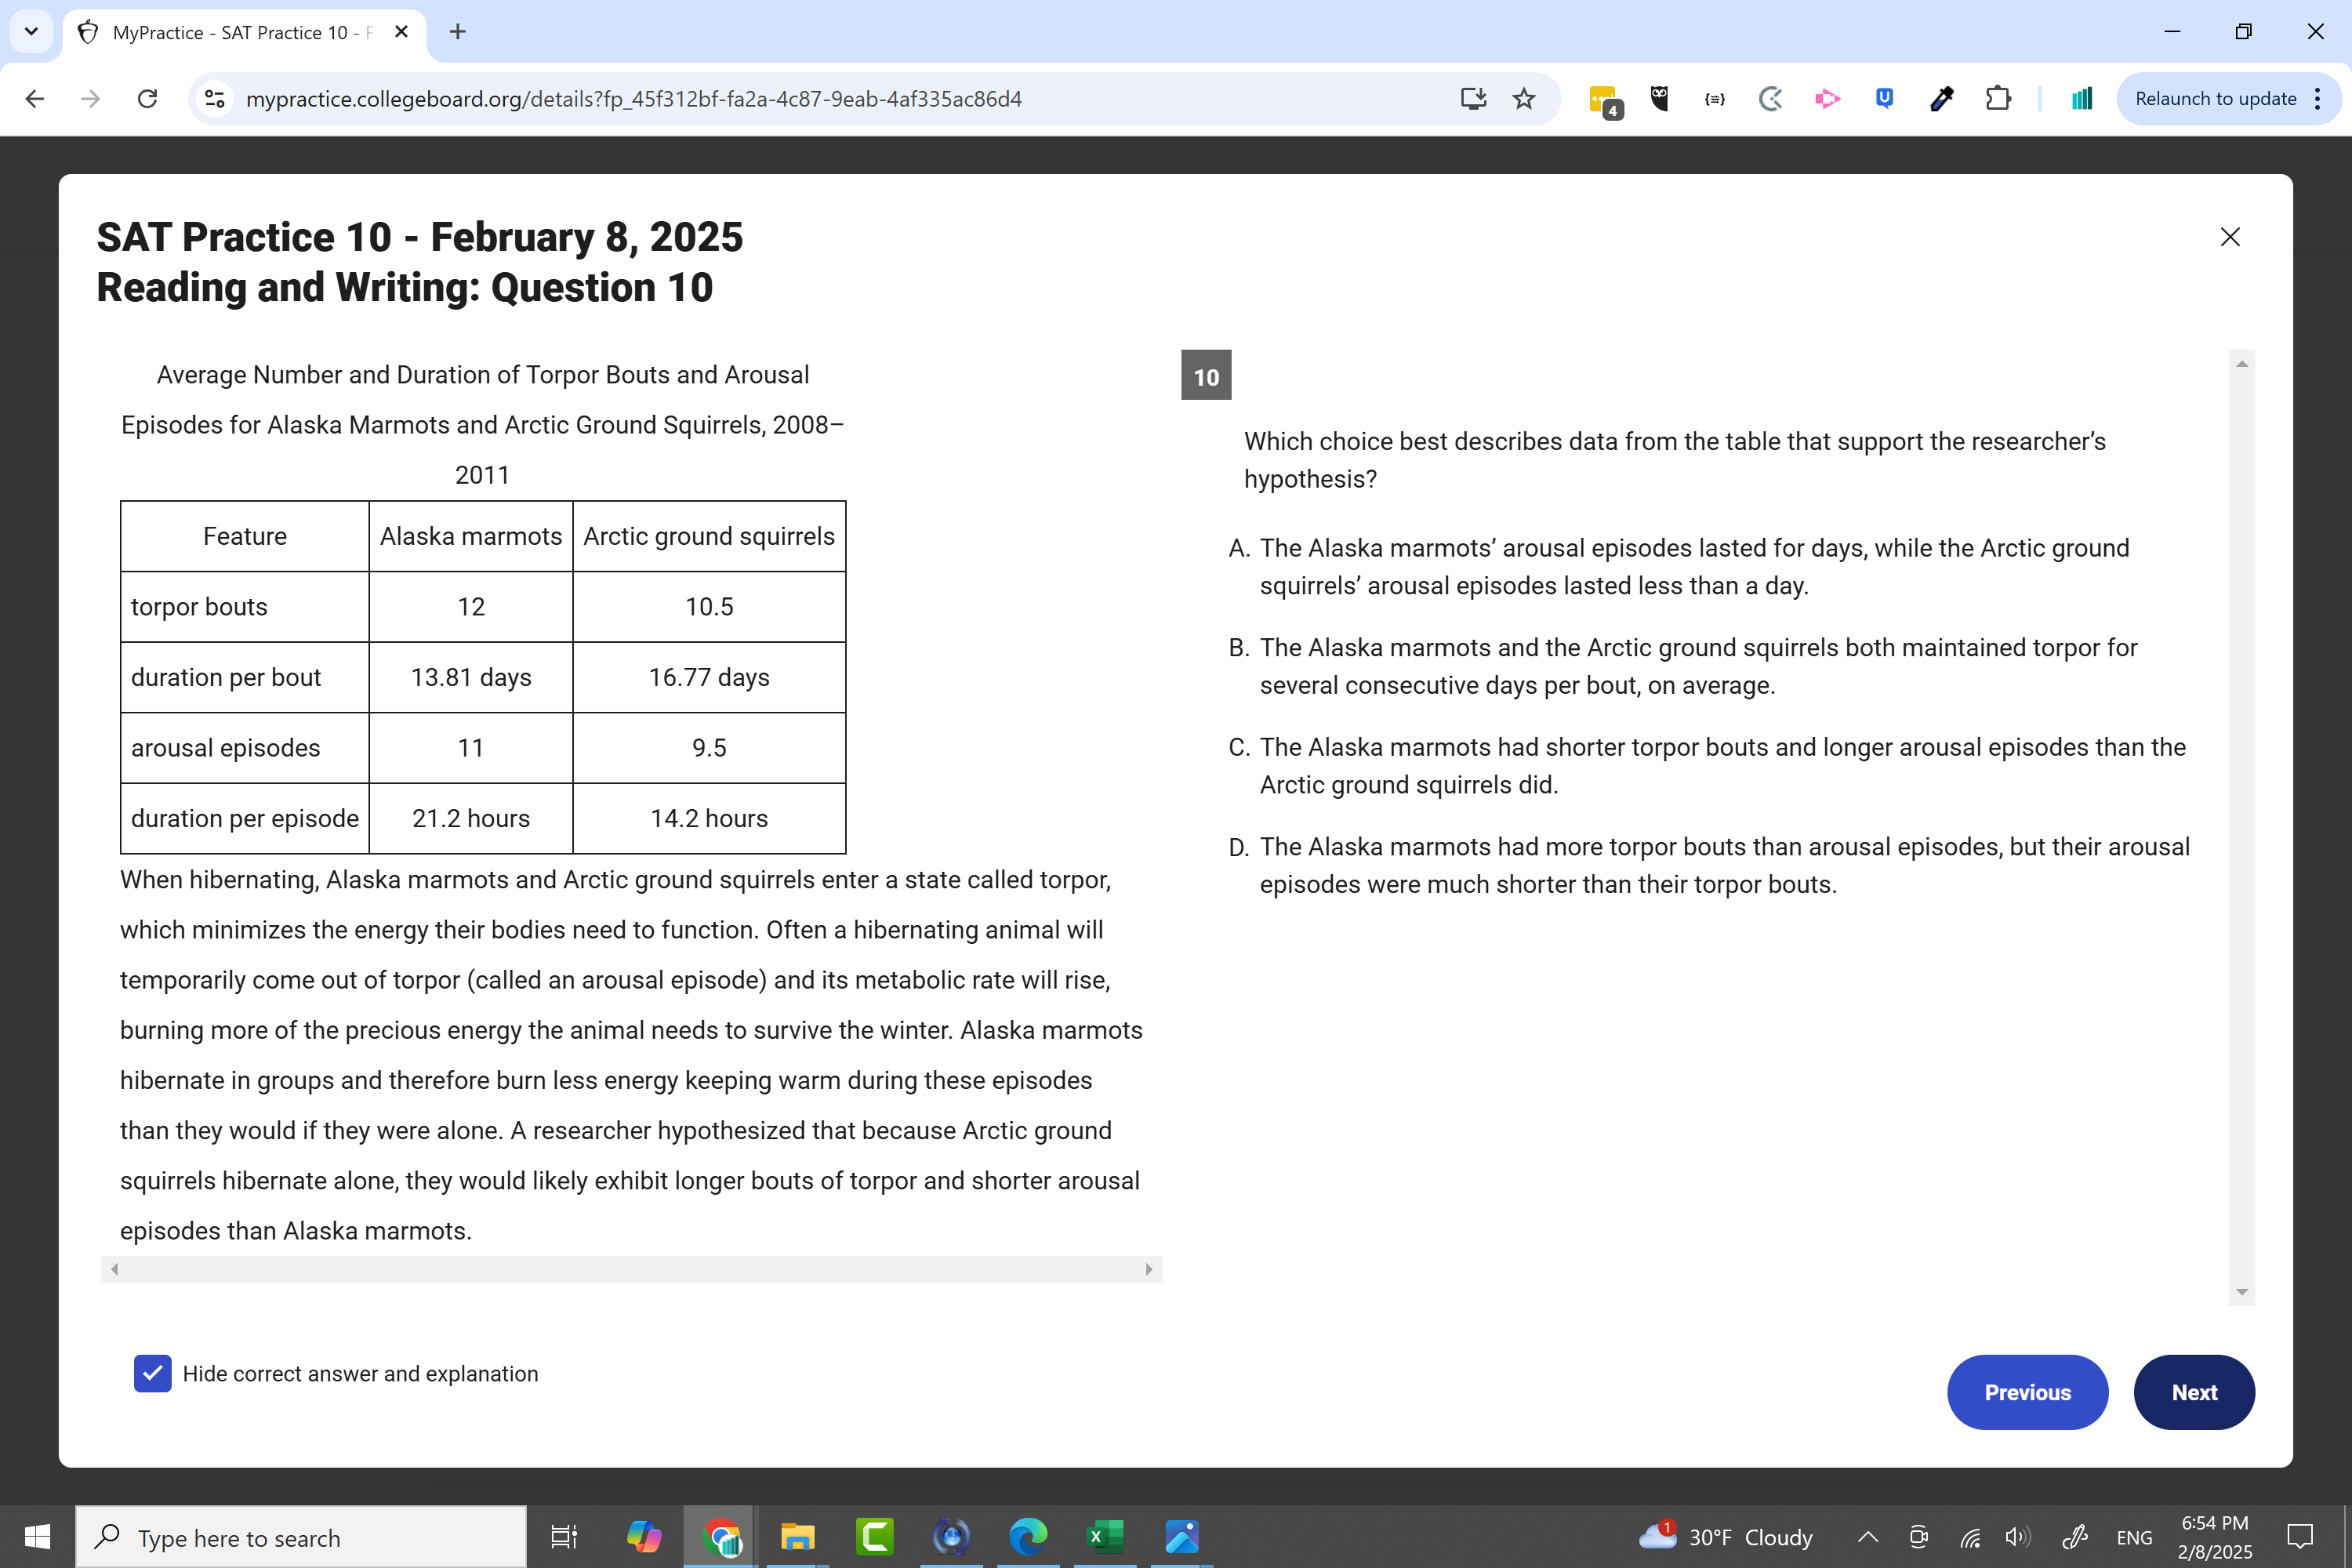 MyPractice - SAT Practice 10 - F
mypractice.collegeboard.org/details?fp_45f312bf-fa2a-4c87-9eab-4af335ac86d4
4
Relaunch to update
SAT Practice 10 - February 8, 2025
Reading and Writing: Question 10
Average Number and Duration of Torpor Bouts and Arousal
Episodes for Alaska Marmots and Arctic Ground Squirrels, 2008–
2011
Feature Alaska marmots Arctic ground squirrels
torpor bouts 12 10.5
duration per bout 13.81 days 16.77 days
arousal episodes 11 9.5
duration per episode 21.2 hours 14.2 hours
When hibernating, Alaska marmots and Arctic ground squirrels enter a state called torpor,
which minimizes the energy their bodies need to function. Often a hibernating animal will
temporarily come out of torpor (called an arousal episode) and its metabolic rate will rise,
burning more of the precious energy the animal needs to survive the winter. Alaska marmots
hibernate in groups and therefore burn less energy keeping warm during these episodes
than they would if they were alone. A researcher hypothesized that because Arctic ground
squirrels hibernate alone, they would likely exhibit longer bouts of torpor and shorter arousal
episodes than Alaska marmots.
10
Which choice best describes data from the table that support the researcher’s
hypothesis?
A. The Alaska marmots’ arousal episodes lasted for days, while the Arctic ground
squirrels’ arousal episodes lasted less than a day.
B. The Alaska marmots and the Arctic ground squirrels both maintained torpor for
several consecutive days per bout, on average.
C. The Alaska marmots had shorter torpor bouts and longer arousal episodes than the
Arctic ground squirrels did.
D. The Alaska marmots had more torpor bouts than arousal episodes, but their arousal
episodes were much shorter than their torpor bouts.
Hide correct answer and explanation
Previous
Next
Type here to search
1
30°F Cloudy
ENG
6:54 PM
2/8/2025